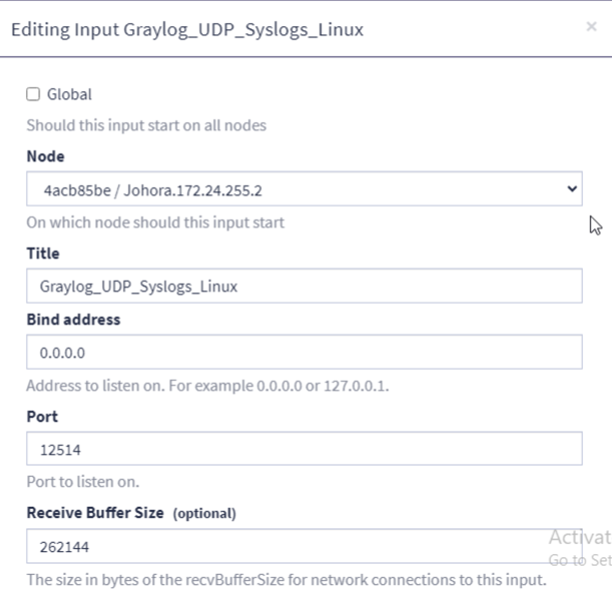 Editing Input Graylog_UDP_Syslogs_Linux
×
Global
Should this input start on all nodes
Node
4acb85be / Johora.172.24.255.2
On which node should this input start
Title
Graylog_UDP_Syslogs_Linux
Bind address
0.0.0.0
Address to listen on. For example 0.0.0.0 or 127.0.0.1.
Port
12514
Port to listen on.
Receive Buffer Size (optional)
262144
Activat
Go to Set
The size in bytes of the recvBufferSize for network connections to this input.